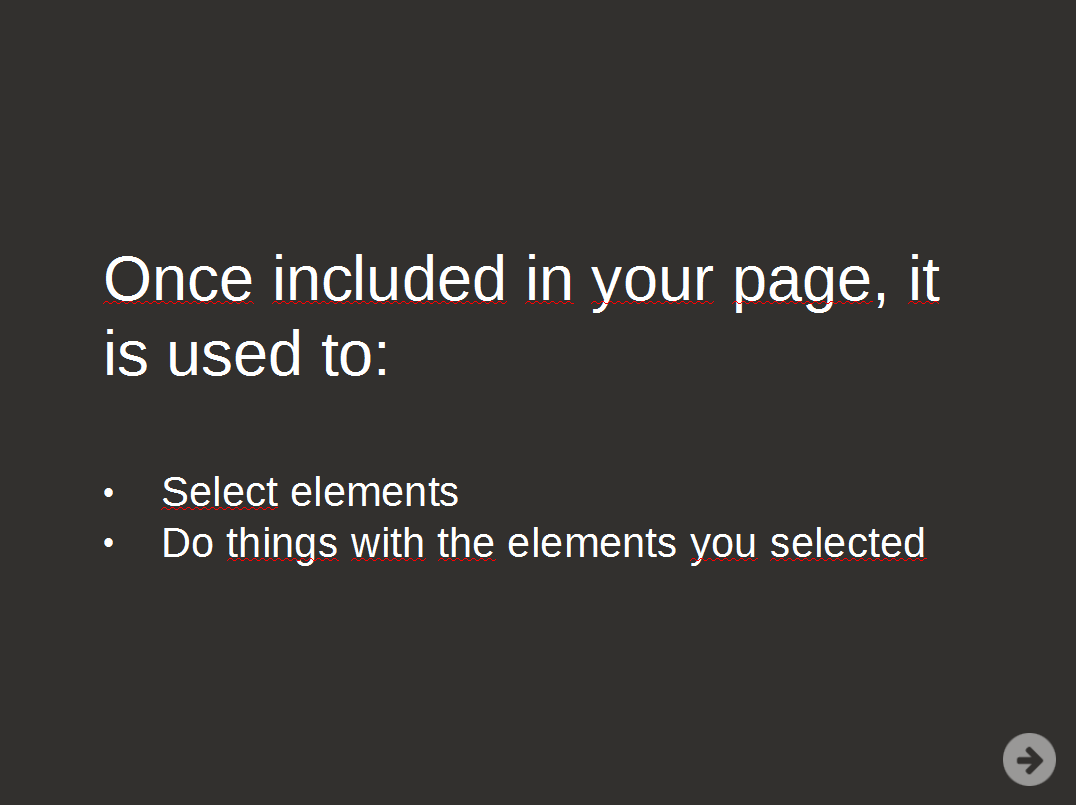 Once included in your page, it
is used to:
• Select elements
• Do things with the elements you selected